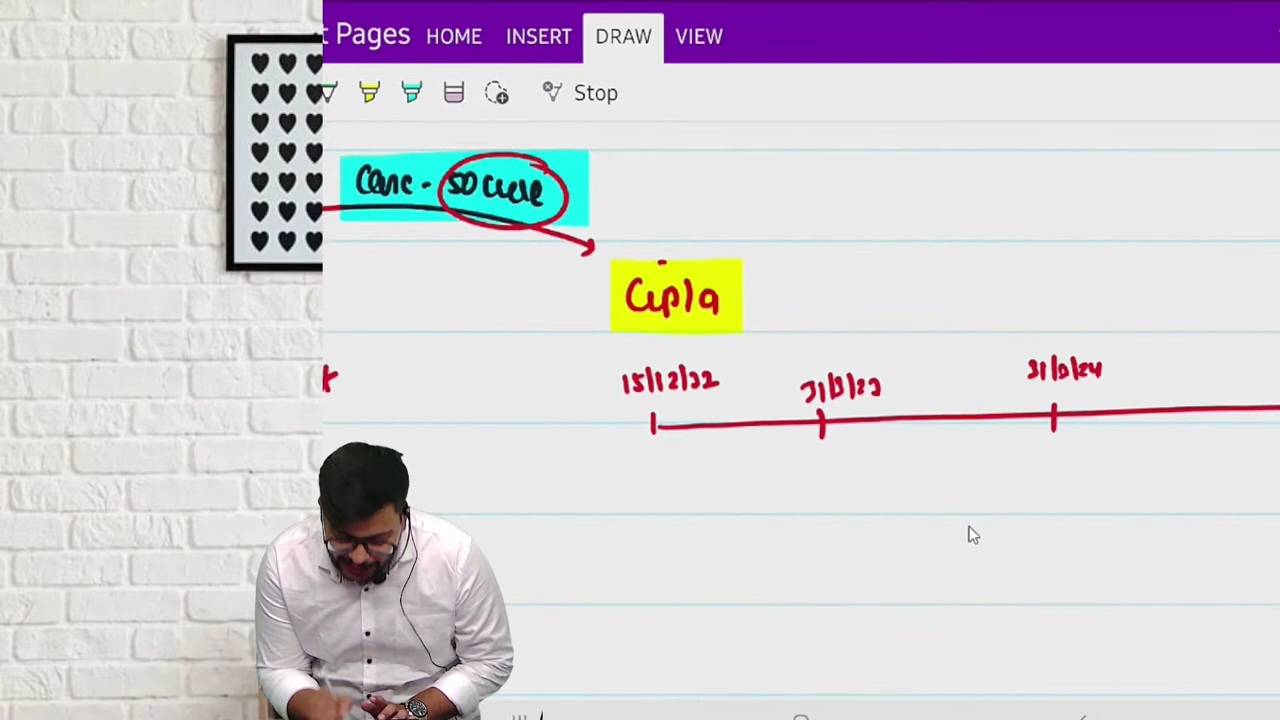 t Pages HOME INSERT DRAW VIEW
Stop
Canc - 50 crore
Cipla
15/12/22
31/3/23
31/3/24